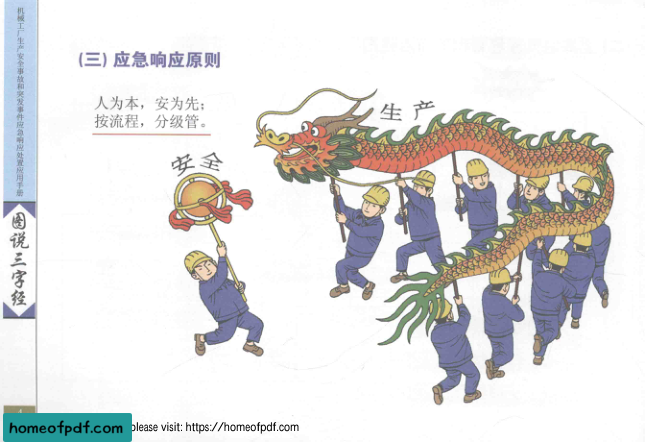 机械工厂生产安全事故和突发事件应急响应处置应用手册
图说三字经
(三) 应急响应原则
人为本，安为先；
按流程，分级管。
生产
安全
homeofpdf.com
please visit: https://homeofpdf.com